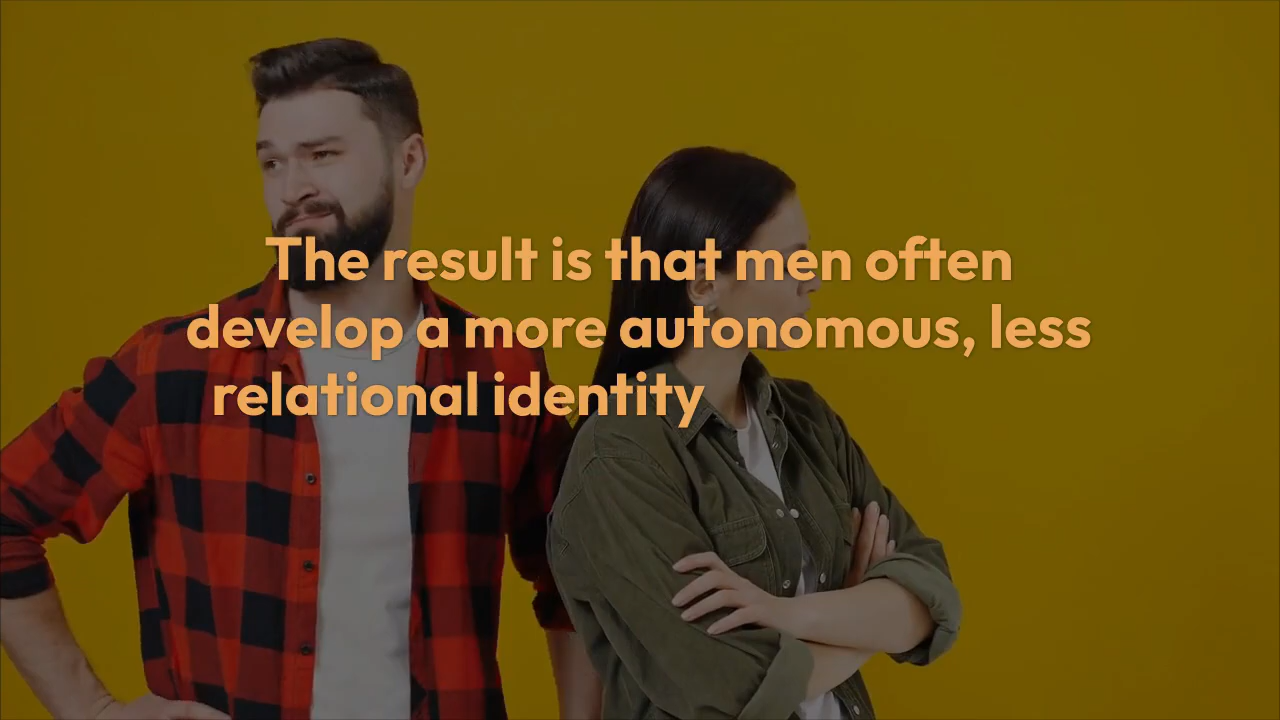 The result is that men often
develop a more autonomous, less
relational identity